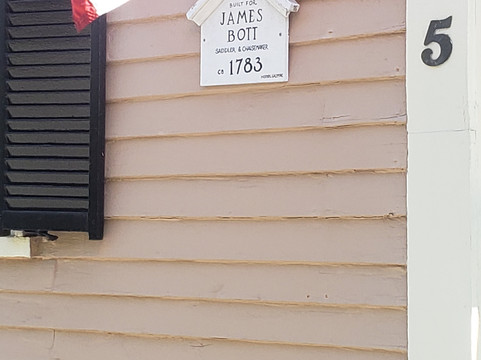 BUILT FOR
JAMES
BOTT
SADDLER & CHAISEMAKER
CA 1783
5